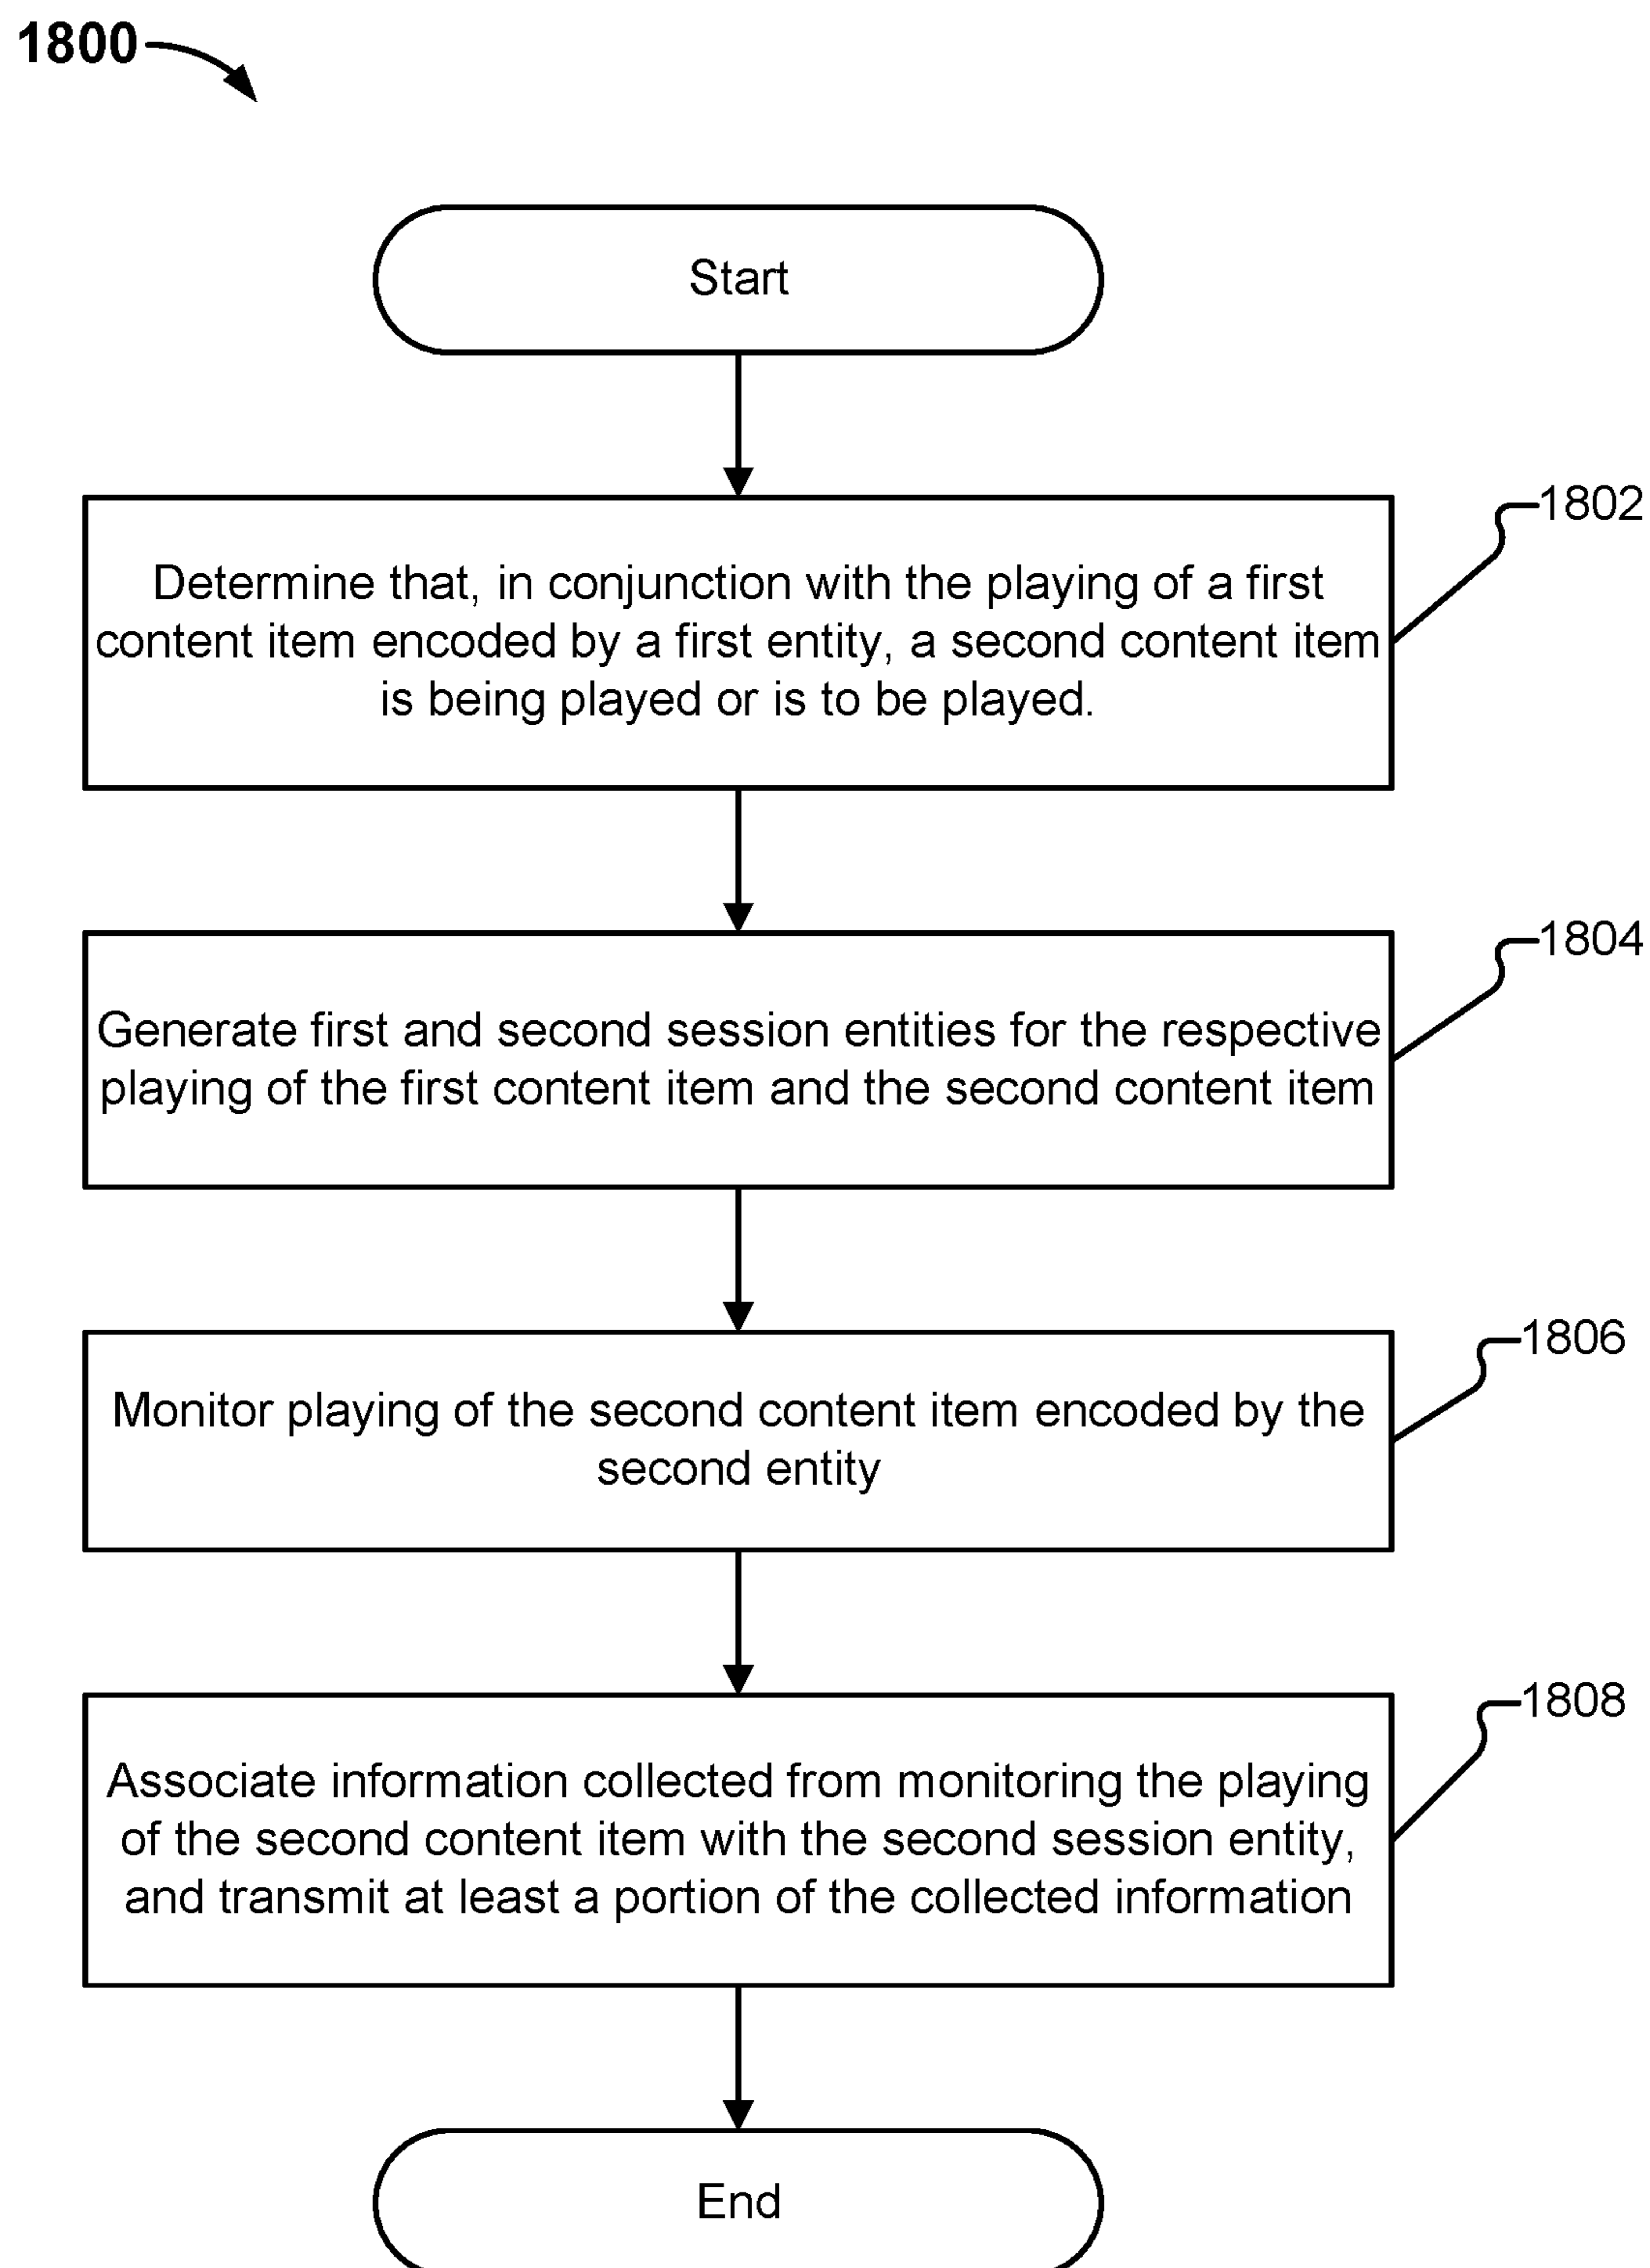 1800
Start
1802
Determine that, in conjunction with the playing of a first
content item encoded by a first entity, a second content item
is being played or is to be played.
1804
Generate first and second session entities for the respective
playing of the first content item and the second content item
1806
Monitor playing of the second content item encoded by the
second entity
1808
Associate information collected from monitoring the playing
of the second content item with the second session entity,
and transmit at least a portion of the collected information
End